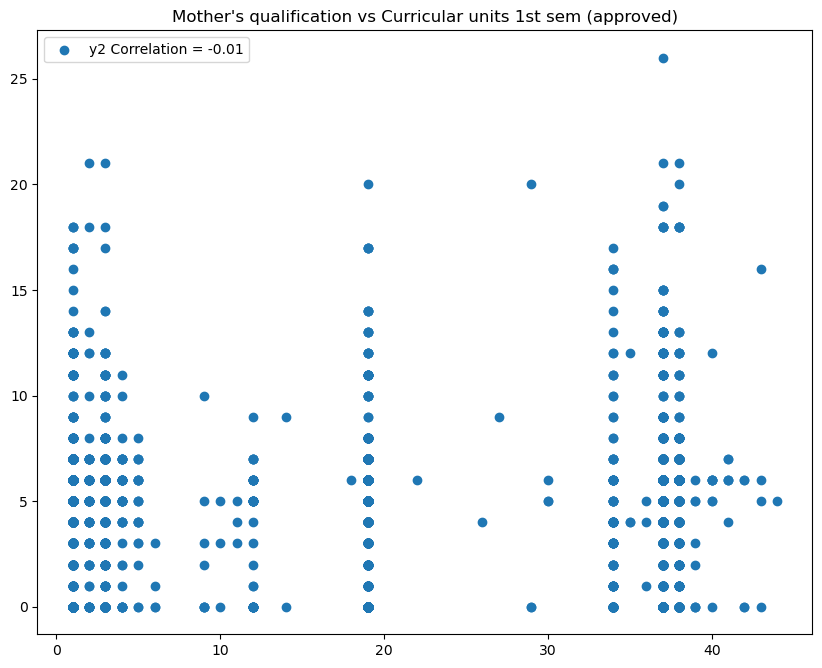 Mother's qualification vs Curricular units 1st sem (approved)
y2 Correlation = -0.01
25
20
15
10
5
0
0 10 20 30 40